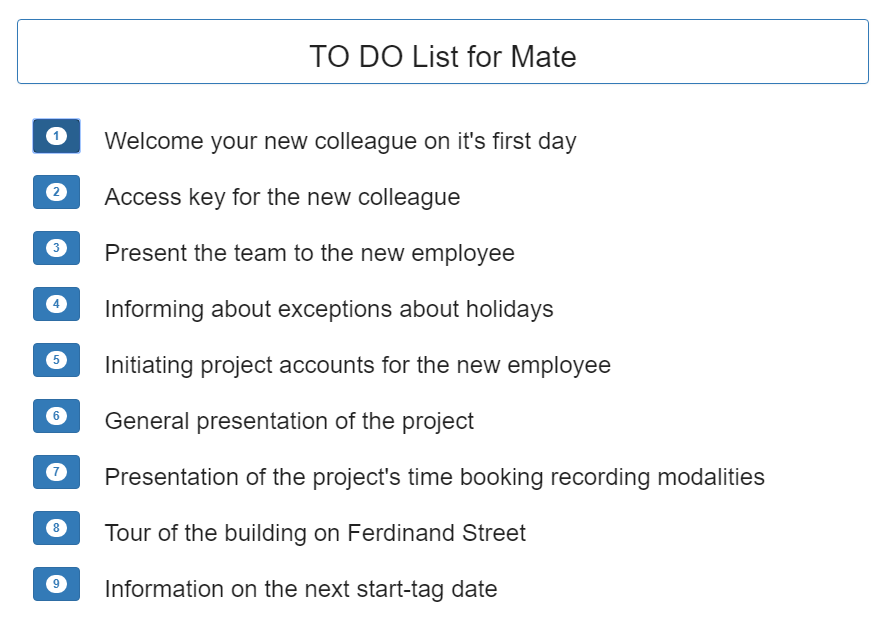 TO DO List for Mate
1 Welcome your new colleague on it's first day
2 Access key for the new colleague
3 Present the team to the new employee
4 Informing about exceptions about holidays
5 Initiating project accounts for the new employee
6 General presentation of the project
7 Presentation of the project's time booking recording modalities
8 Tour of the building on Ferdinand Street
9 Information on the next start-tag date